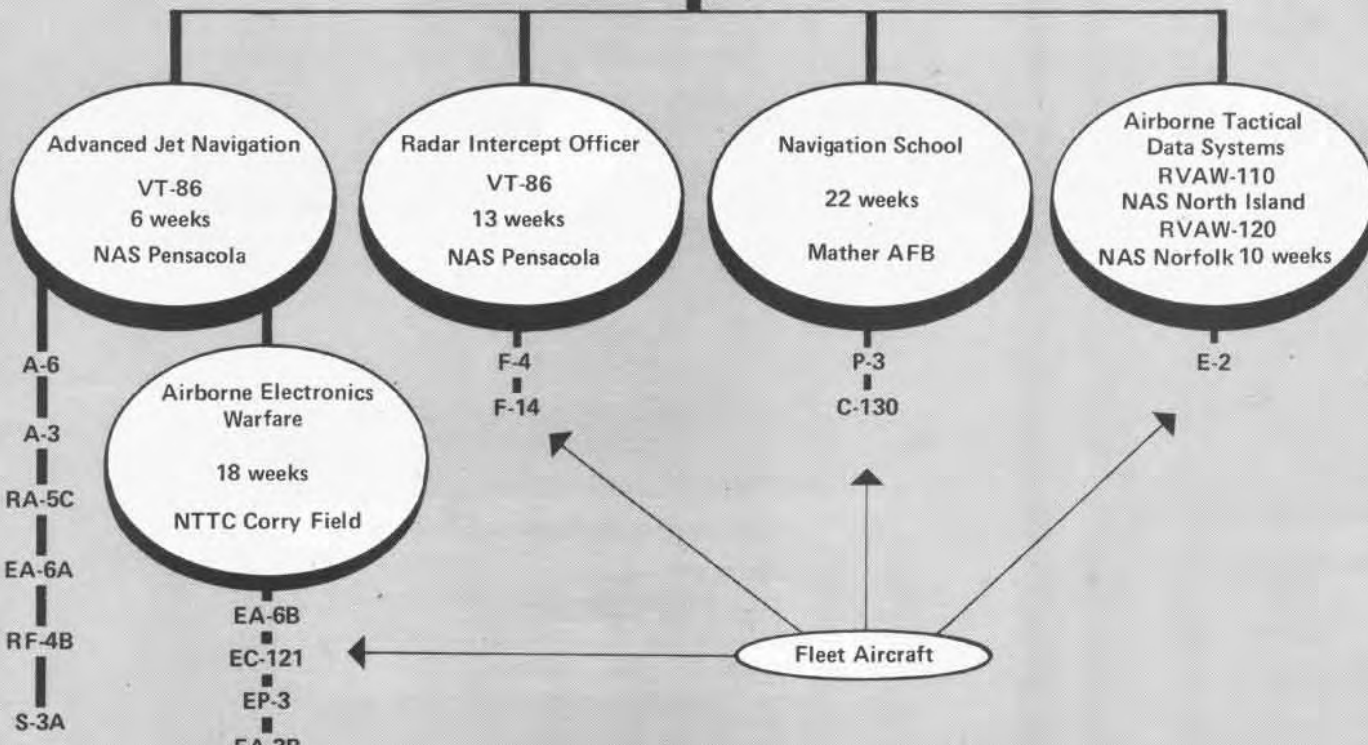 Advanced Jet Navigation
VT-86
6 weeks
NAS Pensacola
Radar Intercept Officer
VT-86
13 weeks
NAS Pensacola
Navigation School
22 weeks
Mather AFB
Airborne Tactical
Data Systems
RVAW-110
NAS North Island
RVAW-120
NAS Norfolk 10 weeks
A-6
A-3
RA-5C
EA-6A
RF-4B
S-3A
Airborne Electronics
Warfare
18 weeks
NTTC Corry Field
EA-6B
EC-121
EP-3
F-4
F-14
P-3
C-130
E-2
Fleet Aircraft